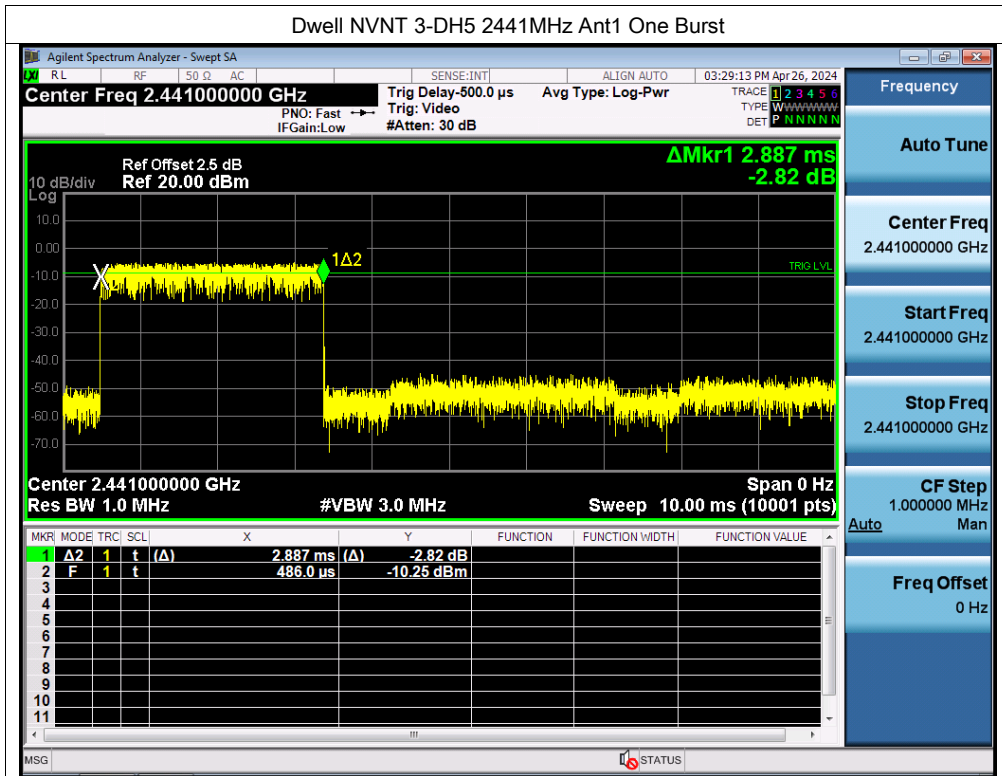 Dwell NVNT 3-DH5 2441MHz Ant1 One Burst
Agilent Spectrum Analyzer - Swept SA
LXI RL RF 50 Ω AC SENSE:INT ALIGN AUTO 03:29:13 PM Apr 26, 2024
Center Freq 2.441000000 GHz Trig Delay-500.0 µs Avg Type: Log-Pwr TRACE 1 2 3 4 5 6
PNO: Fast Trig: Video TYPE WWWWWWW
IFGain:Low #Atten: 30 dB DET P NNNNN
ΔMkr1 2.887 ms
-2.82 dB
Ref Offset 2.5 dB
10 dB/div Ref 20.00 dBm
Log
10.0
0.00
1Δ2
TRIG LVL
-10.0
-20.0
-30.0
-40.0
-50.0
-60.0
-70.0
Center 2.441000000 GHz Span 0 Hz
Res BW 1.0 MHz #VBW 3.0 MHz Sweep 10.00 ms (10001 pts)
MKR MODE TRC SCL X Y FUNCTION FUNCTION WIDTH FUNCTION VALUE
1 Δ2 1 t (Δ) 2.887 ms (Δ) -2.82 dB
2 F 1 t 486.0 µs -10.25 dBm
3
4
5
6
7
8
9
10
11
MSG STATUS
Frequency
Auto Tune
Center Freq
2.441000000 GHz
Start Freq
2.441000000 GHz
Stop Freq
2.441000000 GHz
CF Step
1.000000 MHz
Auto Man
Freq Offset
0 Hz